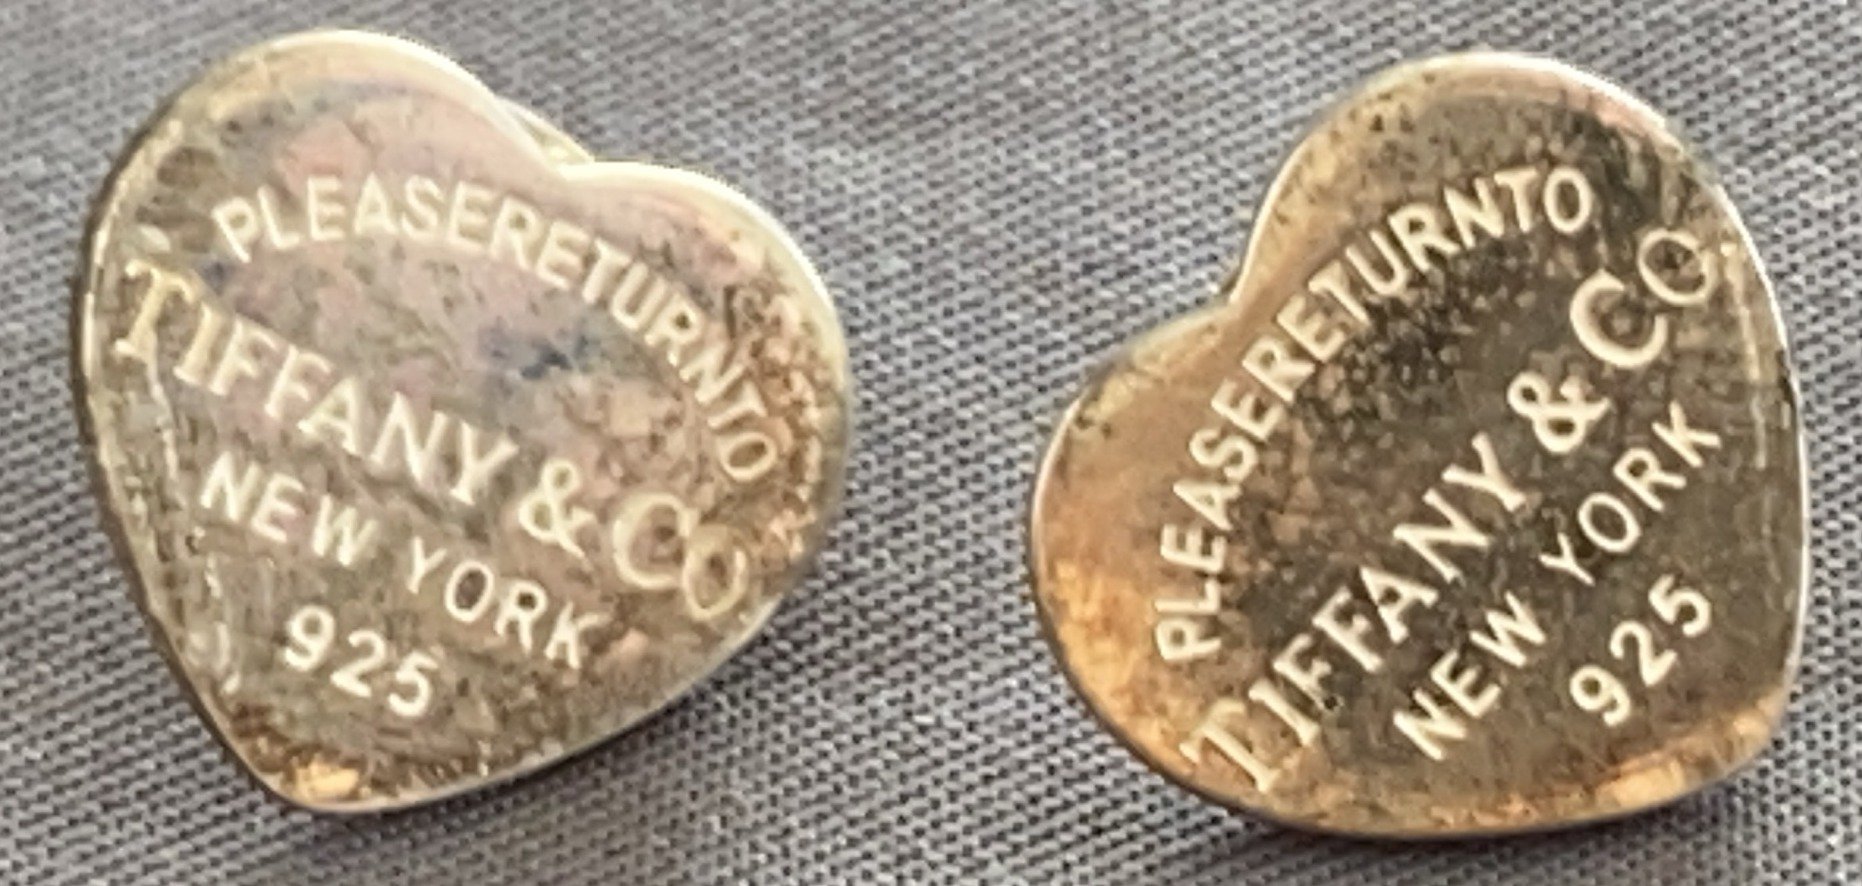 PLEASERETURNTO
TIFFANY & CO
NEW YORK
925
PLEASERETURNTO
TIFFANY & CO.
NEW YORK
925